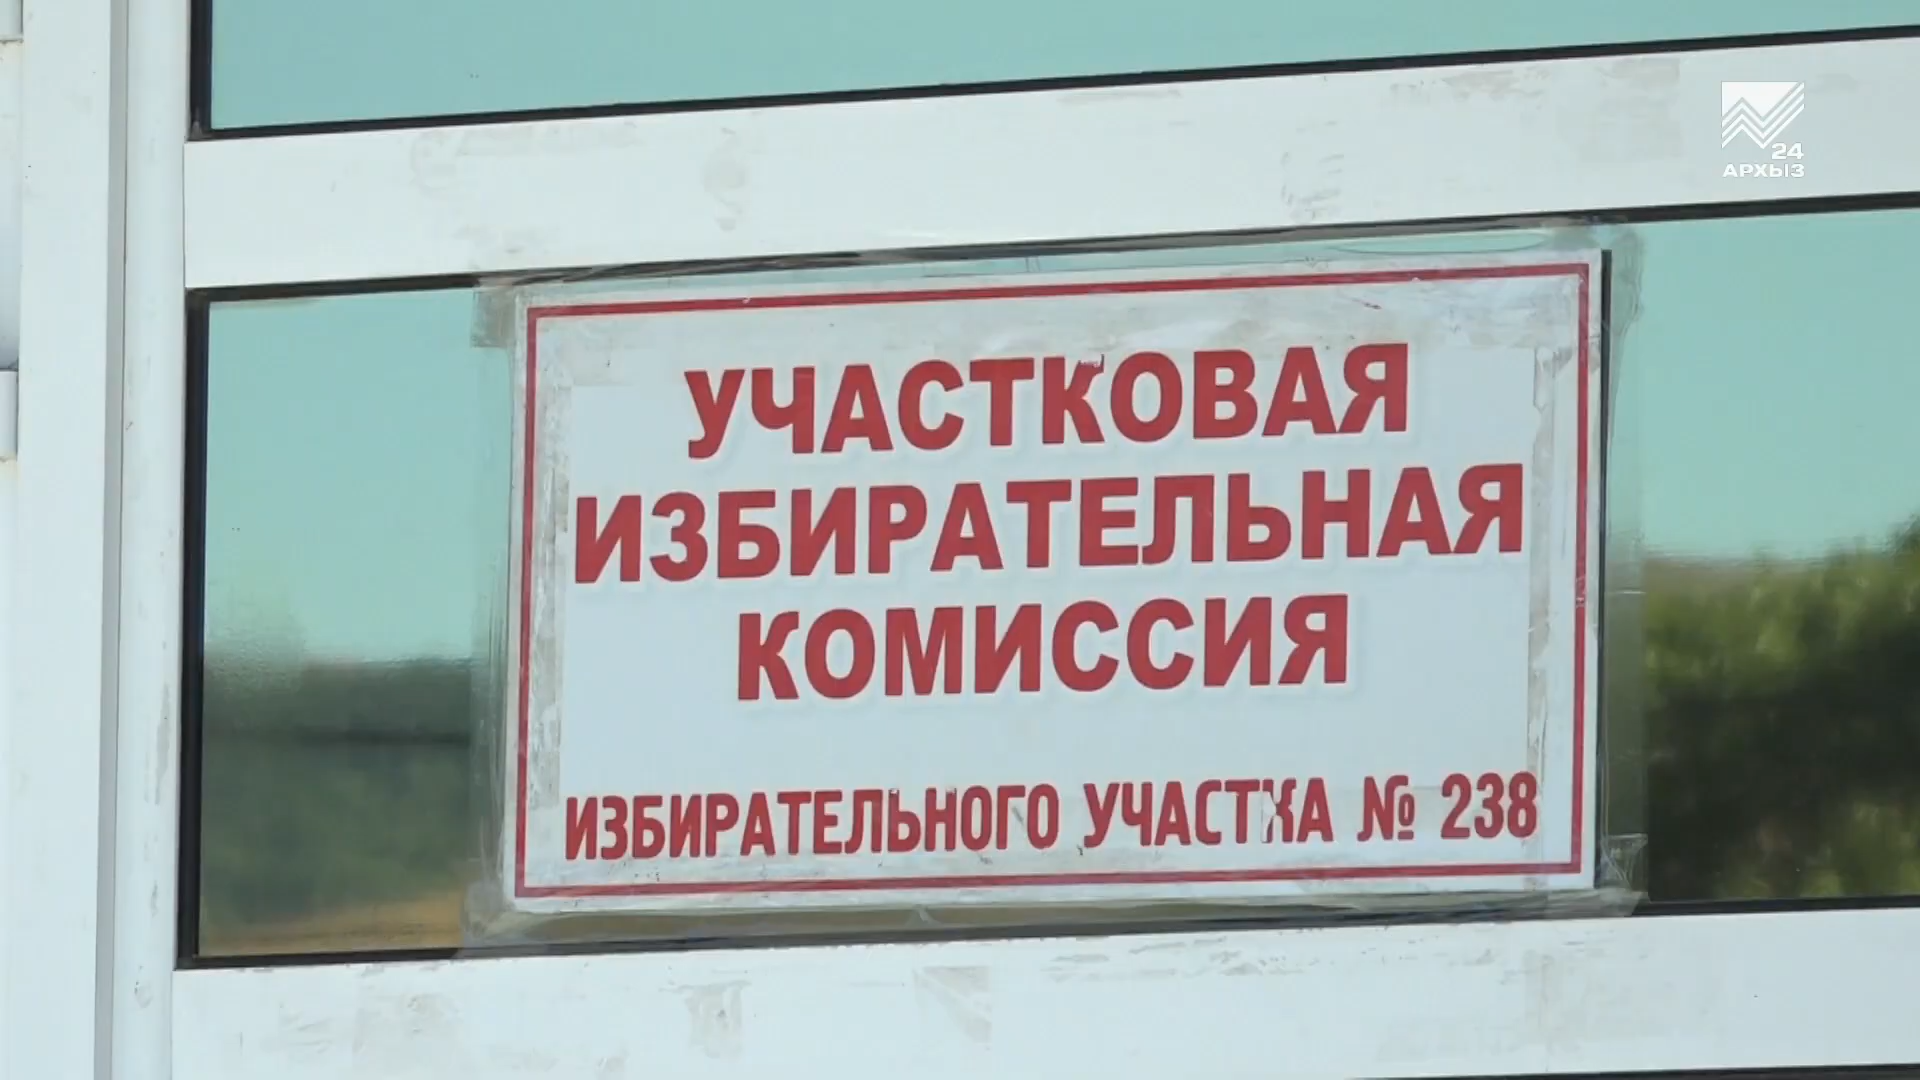 24
АРХЫЗ
УЧАСТКОВАЯ
ИЗБИРАТЕЛЬНАЯ
КОМИССИЯ
ИЗБИРАТЕЛЬНОГО УЧАСТКА № 238